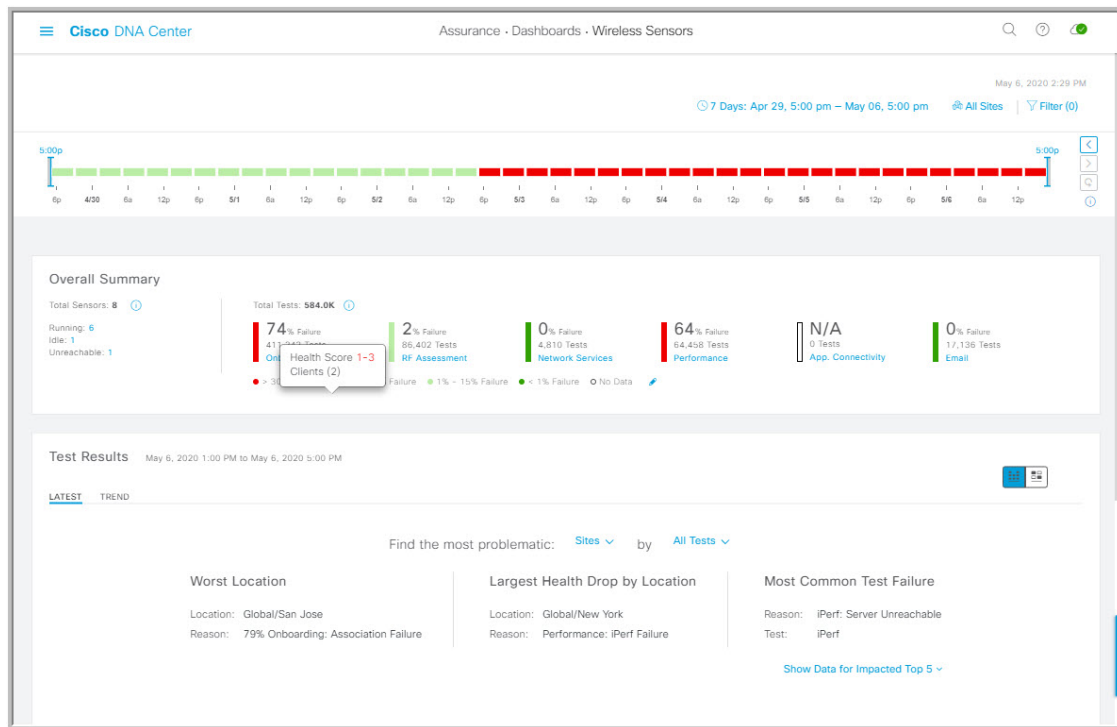 Cisco DNA Center
Assurance · Dashboards · Wireless Sensors
May 6, 2020 2:29 PM
7 Days: Apr 29, 5:00 pm – May 06, 5:00 pm
All Sites
Filter (0)
5:00p
5:00p
6p 4/30 6a 12p 6p 5/1 6a 12p 6p 5/2 6a 12p 6p 5/3 6a 12p 6p 5/4 6a 12p 6p 5/5 6a 12p 6p 5/6 6a 12p
Overall Summary
Total Sensors: 8
Running: 6
Idle: 1
Unreachable: 1
Total Tests: 584.0K
74% Failure
Health Score 1-3
Clients (2)
2% Failure
86,402 Tests
RF Assessment
0% Failure
4,810 Tests
Network Services
64% Failure
64,458 Tests
Performance
N/A
0 Tests
App. Connectivity
0% Failure
17,136 Tests
Email
Failure 1% - 15% Failure < 1% Failure No Data
Test Results May 6, 2020 1:00 PM to May 6, 2020 5:00 PM
LATEST TREND
Find the most problematic: Sites by All Tests
Worst Location
Location: Global/San Jose
Reason: 79% Onboarding: Association Failure
Largest Health Drop by Location
Location: Global/New York
Reason: Performance: iPerf Failure
Most Common Test Failure
Reason: iPerf: Server Unreachable
Test: iPerf
Show Data for Impacted Top 5